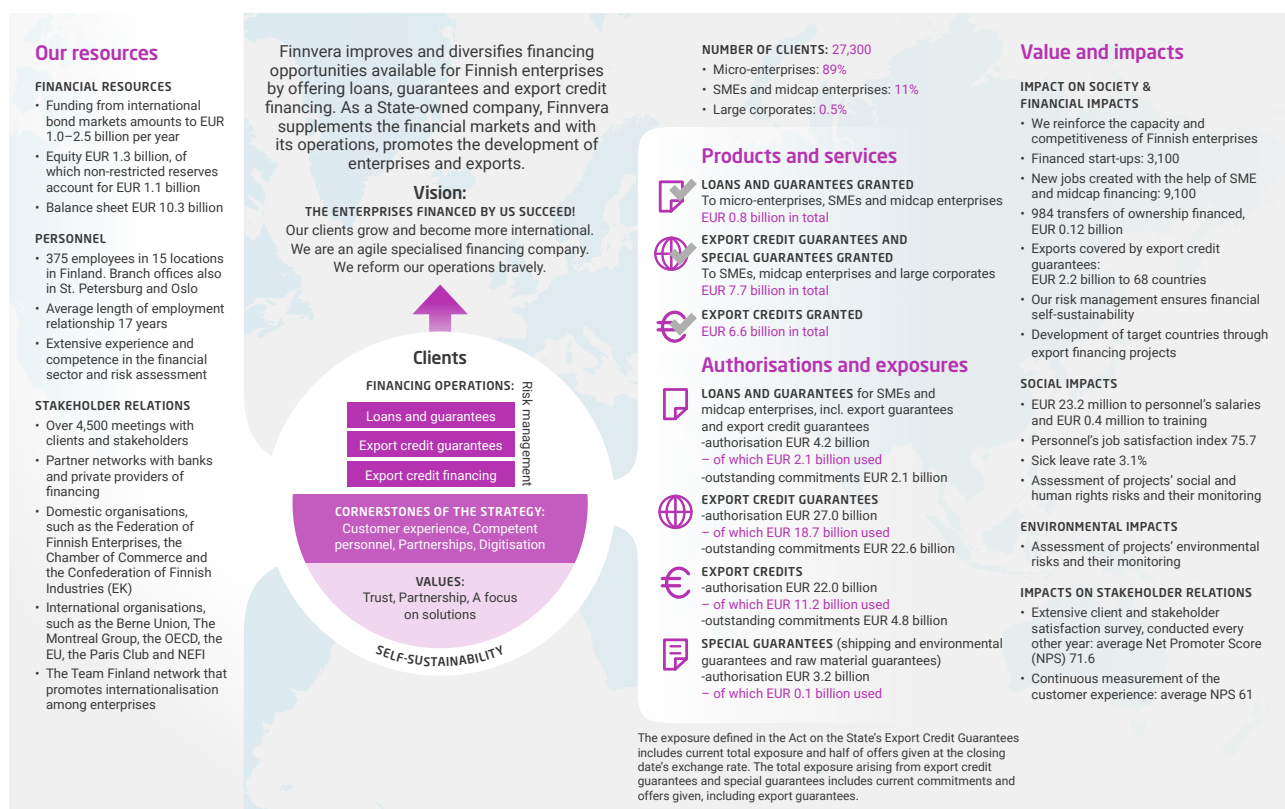 Our resources
FINANCIAL RESOURCES
• Funding from international
bond markets amounts to EUR
1.0–2.5 billion per year
• Equity EUR 1.3 billion, of
which non-restricted reserves
account for EUR 1.1 billion
• Balance sheet EUR 10.3 billion
PERSONNEL
• 375 employees in 15 locations
in Finland. Branch offices also
in St. Petersburg and Oslo
• Average length of employment
relationship 17 years
• Extensive experience and
competence in the financial
sector and risk assessment
STAKEHOLDER RELATIONS
• Over 4,500 meetings with
clients and stakeholders
• Partner networks with banks
and private providers of
financing
• Domestic organisations,
such as the Federation of
Finnish Enterprises, the
Chamber of Commerce and
the Confederation of Finnish
Industries (EK)
• International organisations,
such as the Berne Union, The
Montreal Group, the OECD, the
EU, the Paris Club and NEFI
• The Team Finland network that
promotes internationalisation
among enterprises
Finnvera improves and diversifies financing
opportunities available for Finnish enterprises
by offering loans, guarantees and export credit
financing. As a State-owned company, Finnvera
supplements the financial markets and with
its operations, promotes the development of
enterprises and exports.
Vision:
THE ENTERPRISES FINANCED BY US SUCCEED!
Our clients grow and become more international.
We are an agile specialised financing company.
We reform our operations bravely.
Clients
FINANCING OPERATIONS:
Loans and guarantees
Export credit guarantees
Export credit financing
Risk management
CORNERSTONES OF THE STRATEGY:
Customer experience, Competent
personnel, Partnerships, Digitisation
VALUES:
Trust, Partnership, A focus
on solutions
SELF-SUSTAINABILITY
NUMBER OF CLIENTS: 27,300
• Micro-enterprises: 89%
• SMEs and midcap enterprises: 11%
• Large corporates: 0.5%
Products and services
LOANS AND GUARANTEES GRANTED
To micro-enterprises, SMEs and midcap enterprises
EUR 0.8 billion in total
EXPORT CREDIT GUARANTEES AND
SPECIAL GUARANTEES GRANTED
To SMEs, midcap enterprises and large corporates
EUR 7.7 billion in total
EXPORT CREDITS GRANTED
EUR 6.6 billion in total
Authorisations and exposures
LOANS AND GUARANTEES for SMEs and
midcap enterprises, incl. export guarantees
and export credit guarantees
-authorisation EUR 4.2 billion
– of which EUR 2.1 billion used
-outstanding commitments EUR 2.1 billion
EXPORT CREDIT GUARANTEES
-authorisation EUR 27.0 billion
– of which EUR 18.7 billion used
-outstanding commitments EUR 22.6 billion
EXPORT CREDITS
-authorisation EUR 22.0 billion
– of which EUR 11.2 billion used
-outstanding commitments EUR 4.8 billion
SPECIAL GUARANTEES (shipping and environmental
guarantees and raw material guarantees)
-authorisation EUR 3.2 billion
– of which EUR 0.1 billion used
The exposure defined in the Act on the State's Export Credit Guarantees
includes current total exposure and half of offers given at the closing
date's exchange rate. The total exposure arising from export credit
guarantees and special guarantees includes current commitments and
offers given, including export guarantees.
Value and impacts
IMPACT ON SOCIETY &
FINANCIAL IMPACTS
• We reinforce the capacity and
competitiveness of Finnish enterprises
• Financed start-ups: 3,100
• New jobs created with the help of SME
and midcap financing: 9,100
• 984 transfers of ownership financed,
EUR 0.12 billion
• Exports covered by export credit
guarantees:
EUR 2.2 billion to 68 countries
• Our risk management ensures financial
self-sustainability
• Development of target countries through
export financing projects
SOCIAL IMPACTS
• EUR 23.2 million to personnel's salaries
and EUR 0.4 million to training
• Personnel's job satisfaction index 75.7
• Sick leave rate 3.1%
• Assessment of projects' social and
human rights risks and their monitoring
ENVIRONMENTAL IMPACTS
• Assessment of projects' environmental
risks and their monitoring
IMPACTS ON STAKEHOLDER RELATIONS
• Extensive client and stakeholder
satisfaction survey, conducted every
other year: average Net Promoter Score
(NPS) 71.6
• Continuous measurement of the
customer experience: average NPS 61